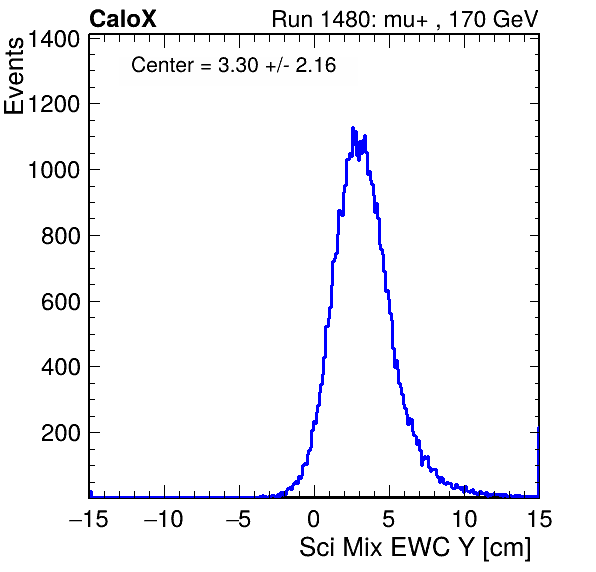 CaloX Run 1480: mu+ , 170 GeV
Center = 3.30 +/- 2.16
Events
1400
1200
1000
800
600
400
200
−15 −10 −5 0 5 10 15
Sci Mix EWC Y [cm]